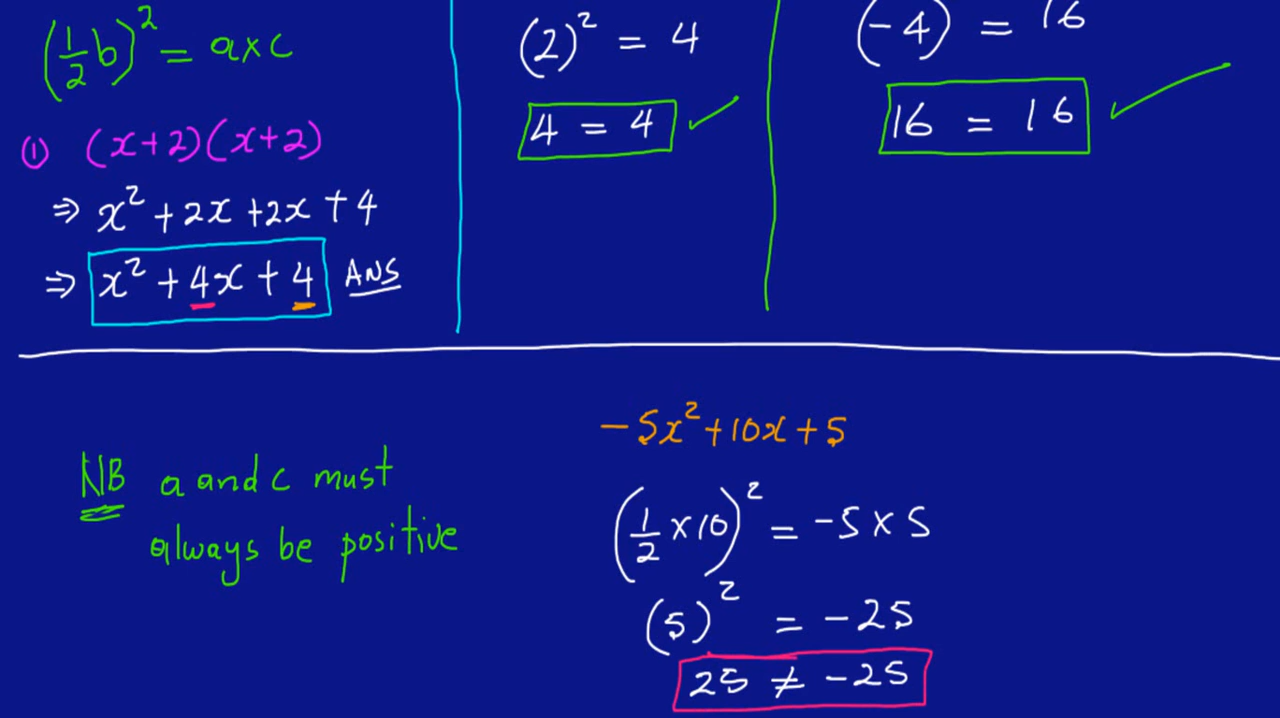 (1/2 b)² = axc
① (x+2)(x+2)
⇒ x² + 2x + 2x + 4
⇒ x² + 4x + 4 ANS
(2)² = 4
4 = 4 ✓
(-4) = 16
16 = 16 ✓
NB a and c must
always be positive
-5x² + 10x + 5
(1/2 × 10)² = -5 × 5
(5)² = -25
25 ≠ -25